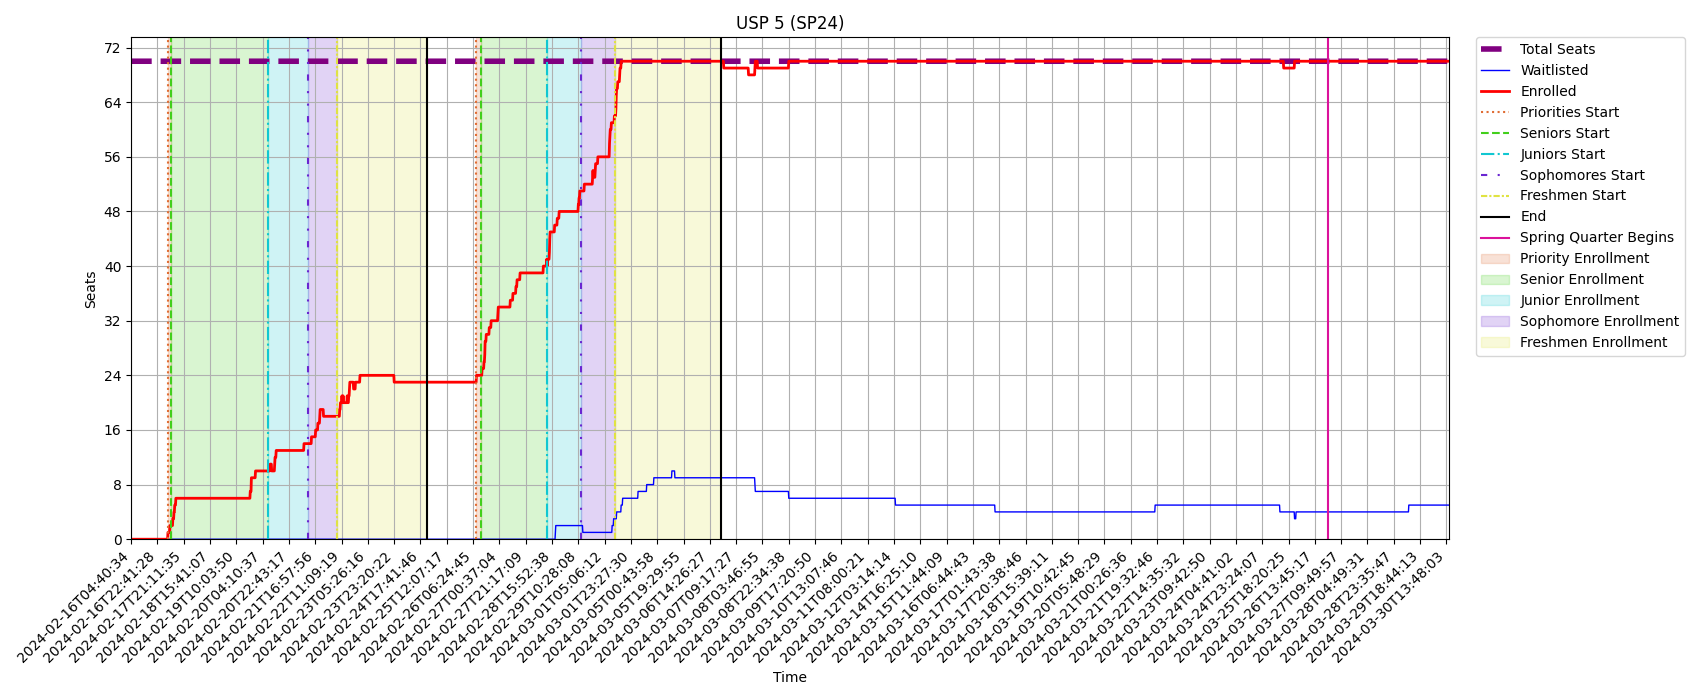 USP 5 (SP24)
Seats
72
64
56
48
40
32
24
16
8
0
2024-02-16T04:40:34
2024-02-16T22:41:28
2024-02-17T21:11:35
2024-02-18T15:41:07
2024-02-19T10:03:50
2024-02-20T04:10:37
2024-02-20T22:43:17
2024-02-21T16:57:56
2024-02-22T11:09:19
2024-02-23T05:26:16
2024-02-23T23:20:22
2024-02-24T17:41:46
2024-02-25T12:07:17
2024-02-26T06:24:45
2024-02-27T00:37:04
2024-02-27T21:17:09
2024-02-28T15:52:38
2024-02-29T10:28:08
2024-03-01T05:06:12
2024-03-01T23:27:30
2024-03-05T00:43:58
2024-03-05T19:29:55
2024-03-06T14:26:27
2024-03-07T09:17:27
2024-03-08T03:46:55
2024-03-08T22:34:38
2024-03-09T17:20:50
2024-03-10T13:07:46
2024-03-11T08:00:21
2024-03-12T03:14:14
2024-03-14T16:25:10
2024-03-15T11:44:09
2024-03-16T06:44:43
2024-03-17T01:43:38
2024-03-17T20:38:46
2024-03-18T15:39:11
2024-03-19T10:42:45
2024-03-20T05:48:29
2024-03-21T00:26:36
2024-03-21T19:32:46
2024-03-22T14:35:32
2024-03-23T09:42:50
2024-03-24T04:41:02
2024-03-24T23:24:07
2024-03-25T18:20:25
2024-03-26T13:45:17
2024-03-27T09:49:57
2024-03-28T04:49:31
2024-03-28T23:35:47
2024-03-29T18:44:13
2024-03-30T13:48:03
Time
Total Seats
Waitlisted
Enrolled
Priorities Start
Seniors Start
Juniors Start
Sophomores Start
Freshmen Start
End
Spring Quarter Begins
Priority Enrollment
Senior Enrollment
Junior Enrollment
Sophomore Enrollment
Freshmen Enrollment